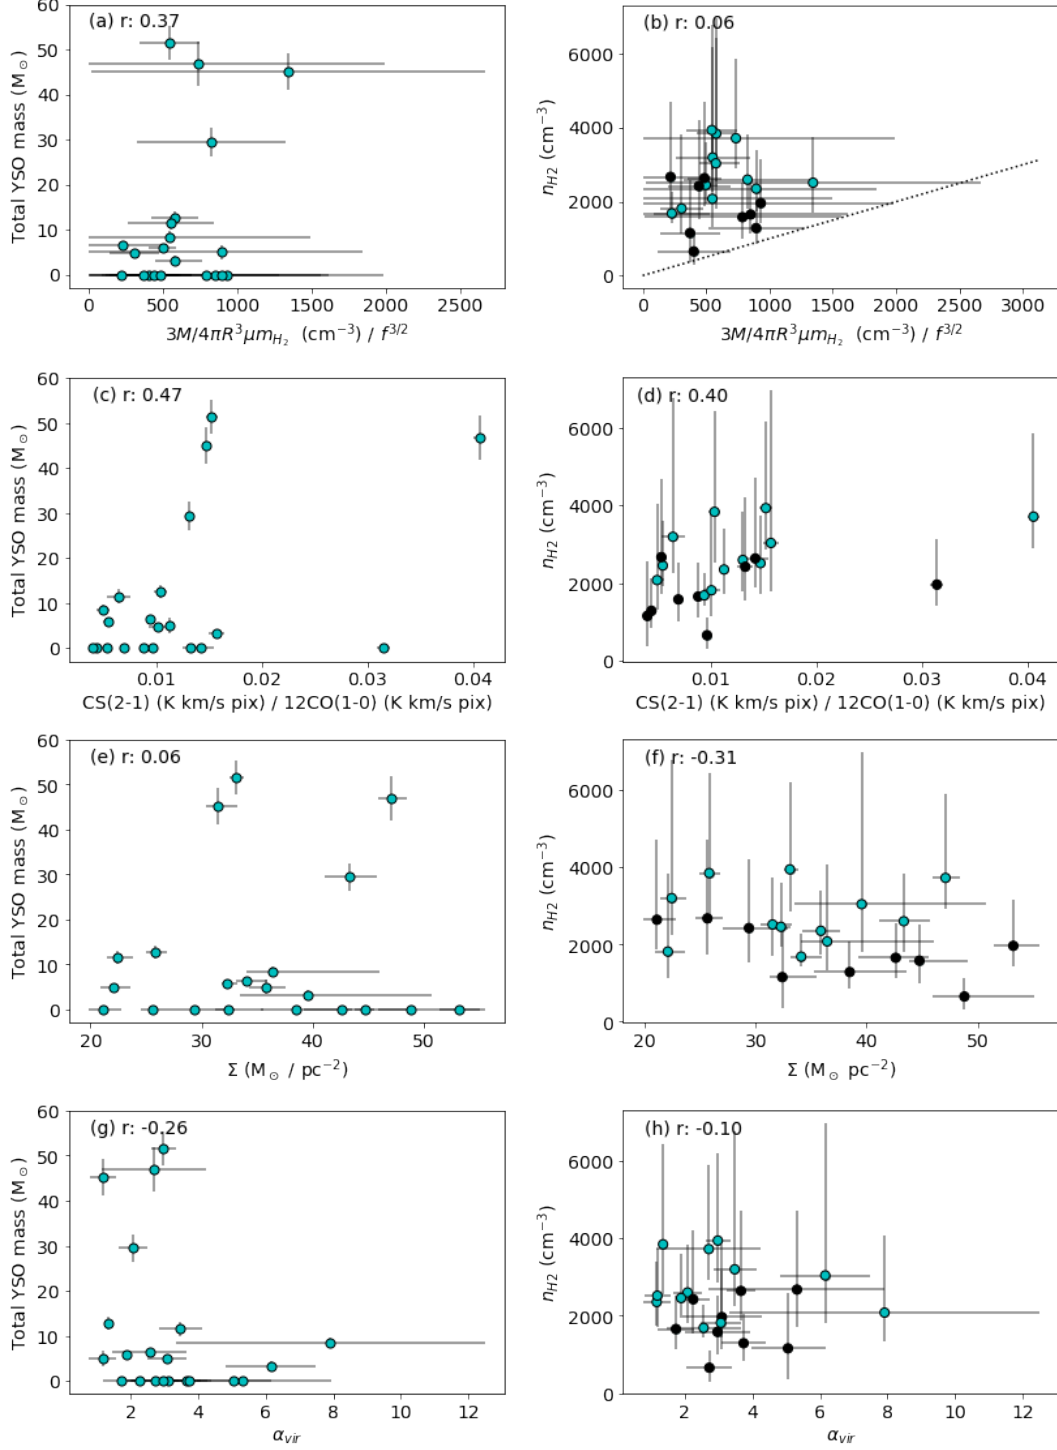 (a) r: 0.37
Total YSO mass (M⊙)
60
50
40
30
20
10
0
0 500 1000 1500 2000 2500
3M/4πR³μm_H₂ (cm⁻³) / f^3/2
(b) r: 0.06
n_H2 (cm⁻³)
6000
4000
2000
0
0 500 1000 1500 2000 2500 3000
3M/4πR³μm_H₂ (cm⁻³) / f^3/2
(c) r: 0.47
Total YSO mass (M⊙)
60
50
40
30
20
10
0
0.01 0.02 0.03 0.04
CS(2-1) (K km/s pix) / 12CO(1-0) (K km/s pix)
(d) r: 0.40
n_H2 (cm⁻³)
6000
4000
2000
0
0.01 0.02 0.03 0.04
CS(2-1) (K km/s pix) / 12CO(1-0) (K km/s pix)
(e) r: 0.06
Total YSO mass (M⊙)
60
50
40
30
20
10
0
20 30 40 50
Σ (M⊙ / pc⁻²)
(f) r: -0.31
n_H2 (cm⁻³)
6000
4000
2000
0
20 30 40 50
Σ (M⊙ pc⁻²)
(g) r: -0.26
Total YSO mass (M⊙)
60
50
40
30
20
10
0
2 4 6 8 10 12
α_vir
(h) r: -0.10
n_H2 (cm⁻³)
6000
4000
2000
0
2 4 6 8 10 12
α_vir